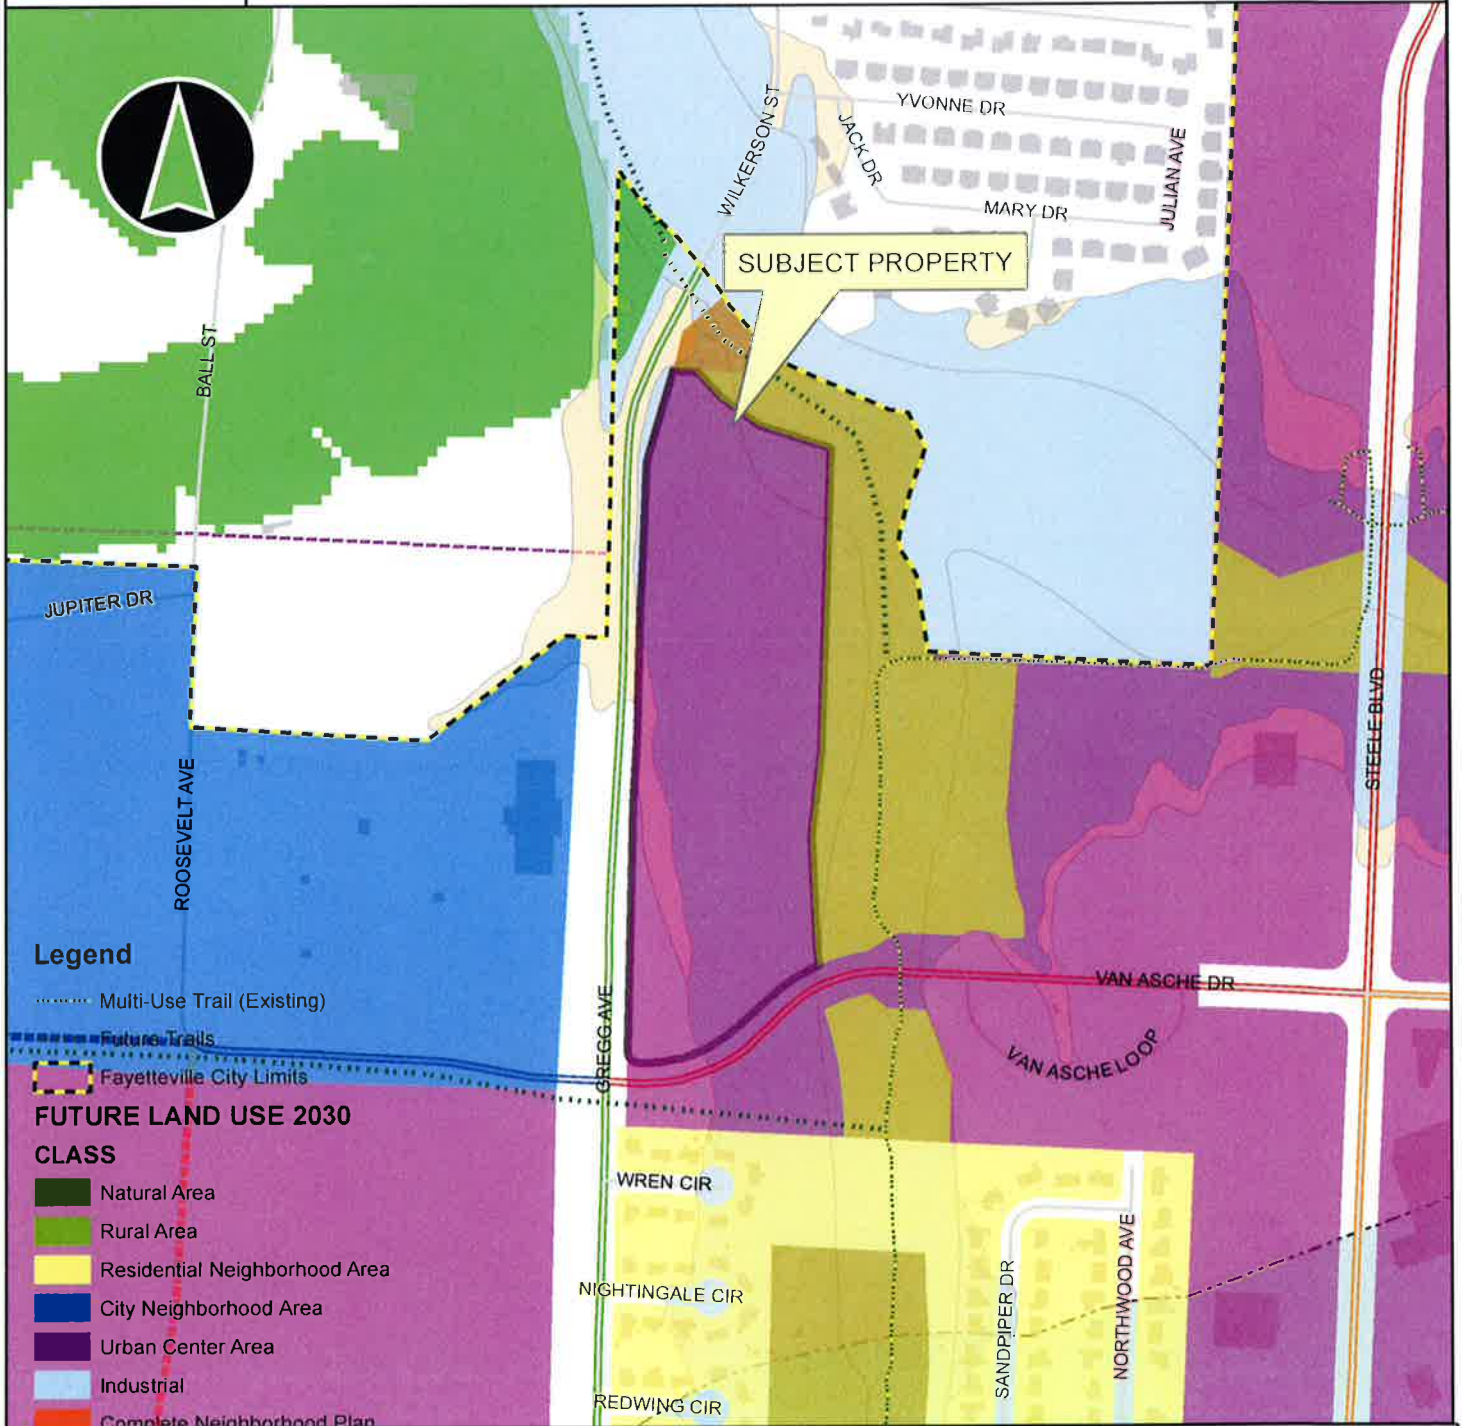 YVONNE DR
WILKERSON ST
JACK DR
JULIAN AVE
MARY DR
SUBJECT PROPERTY
BALL ST
JUPITER DR
STEELE BLVD
ROOSEVELT AVE
GREGG AVE
VAN ASCHE DR
VAN ASCHE LOOP
WREN CIR
NIGHTINGALE CIR
SANDPIPER DR
NORTHWOOD AVE
REDWING CIR
Legend
Multi-Use Trail (Existing)
Future Trails
Fayetteville City Limits
FUTURE LAND USE 2030
CLASS
Natural Area
Rural Area
Residential Neighborhood Area
City Neighborhood Area
Urban Center Area
Industrial
Complete Neighborhood Plan